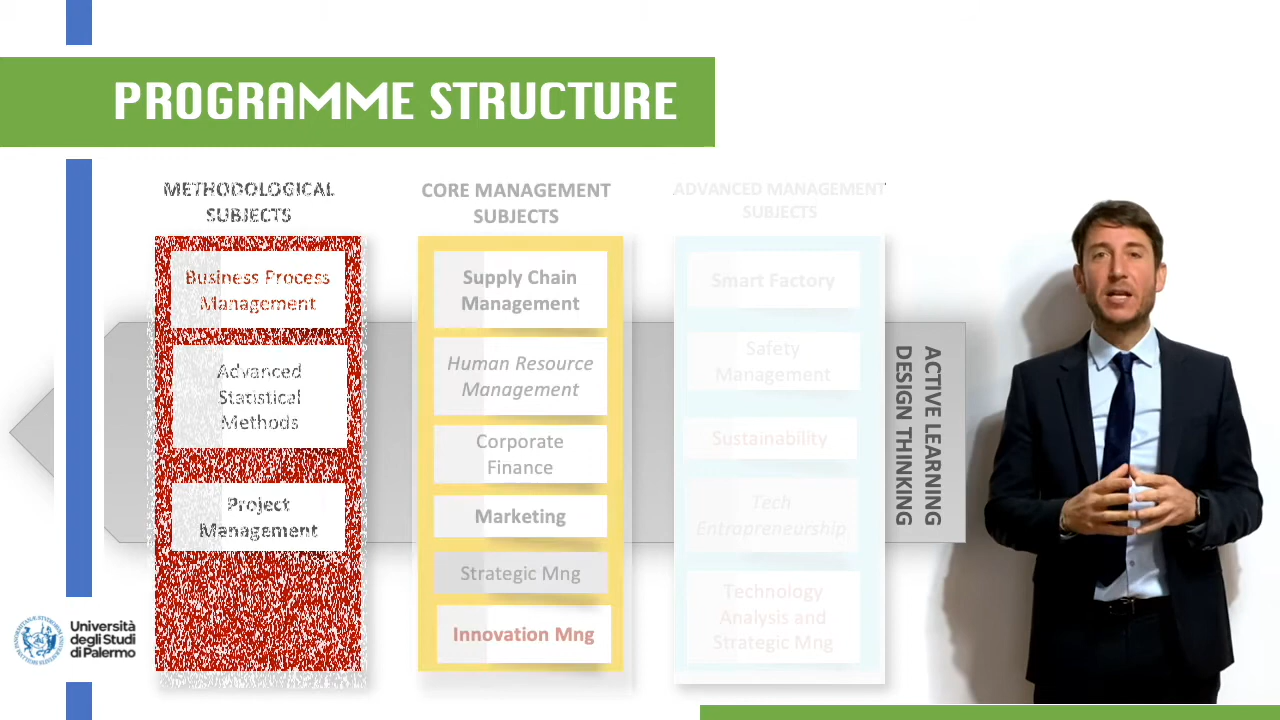 PROGRAMME STRUCTURE
METHODOLOGICAL
SUBJECTS
Business Process
Management
Advanced
Statistical
Methods
Project
Management
CORE MANAGEMENT
SUBJECTS
Supply Chain
Management
Human Resource
Management
Corporate
Finance
Marketing
Strategic Mng
Innovation Mng
ADVANCED MANAGEMENT
SUBJECTS
Smart Factory
Safety
Management
Sustainability
Tech
Entrepreneurship
Technology
Analysis and
Strategic Mng
ACTIVE LEARNING
DESIGN THINKING
Università
degli Studi
di Palermo